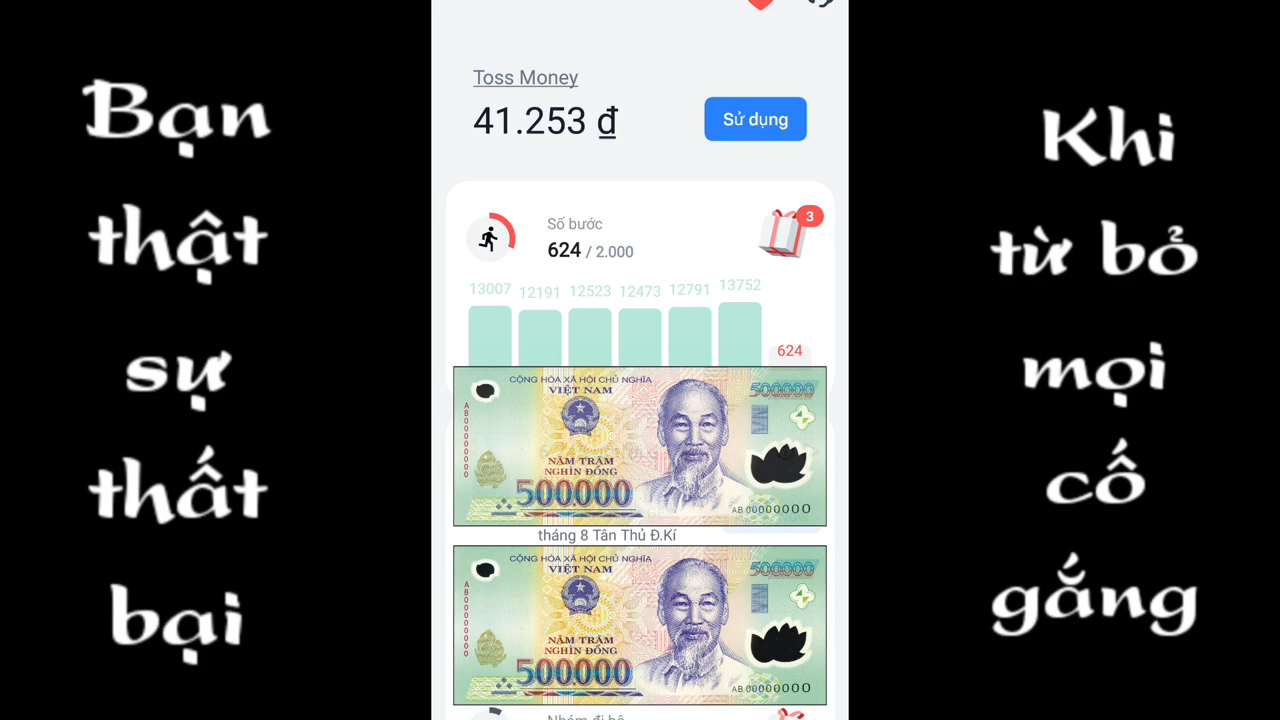 Bạn
thật
sự
thất
bại
Toss Money
41.253 ₫
Sử dụng
Số bước
624 / 2.000
3
13007 12191 12523 12473 12791 13752
624
CỘNG HÒA XÃ HỘI CHỦ NGHĨA
VIỆT NAM
500000
AB00000000
NĂM TRĂM
NGHÌN ĐỒNG
500000
AB 00000000
tháng 8 Tân Thủ Đ.Kí
CỘNG HÒA XÃ HỘI CHỦ NGHĨA
VIỆT NAM
500000
AB00000000
NĂM TRĂM
NGHÌN ĐỒNG
500000
AB 00000000
Nhóm đi bộ
Khi
từ bỏ
mọi
cố
gắng